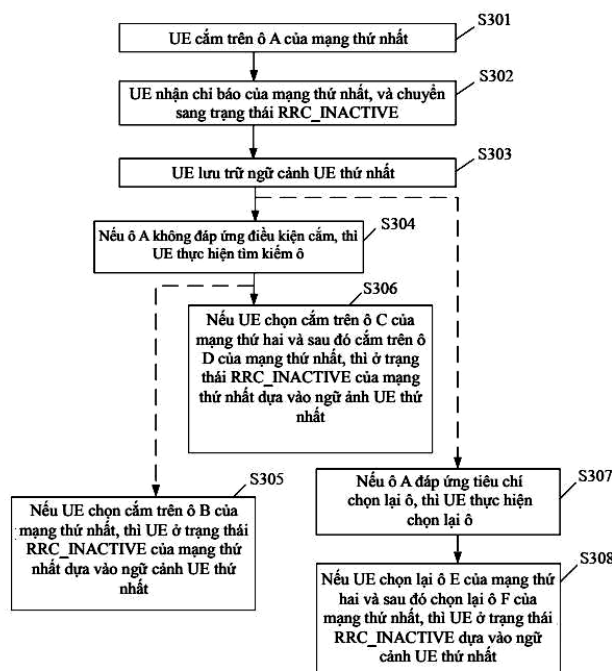 S301
UE cắm trên ô A của mạng thứ nhất
S302
UE nhận chỉ báo của mạng thứ nhất, và chuyển
sang trạng thái RRC_INACTIVE
S303
UE lưu trữ ngữ cảnh UE thứ nhất
S304
Nếu ô A không đáp ứng điều kiện cắm, thì
UE thực hiện tìm kiếm ô
S306
Nếu UE chọn cắm trên ô C của
mạng thứ hai và sau đó cắm trên ô
D của mạng thứ nhất, thì ở trạng
thái RRC_INACTIVE của mạng
thứ nhất dựa vào ngữ ảnh UE thứ
nhất
S305
Nếu UE chọn cắm trên ô B của
mạng thứ nhất, thì UE ở trạng thái
RRC_INACTIVE của mạng thứ
nhất dựa vào ngữ cảnh UE thứ
nhất
S307
Nếu ô A đáp ứng tiêu chí
chọn lại ô, thì UE thực hiện
chọn lại ô
S308
Nếu UE chọn lại ô E của mạng thứ
hai và sau đó chọn lại ô F của
mạng thứ nhất, thì UE ở trạng thái
RRC_INACTIVE dựa vào ngữ
cảnh UE thứ nhất